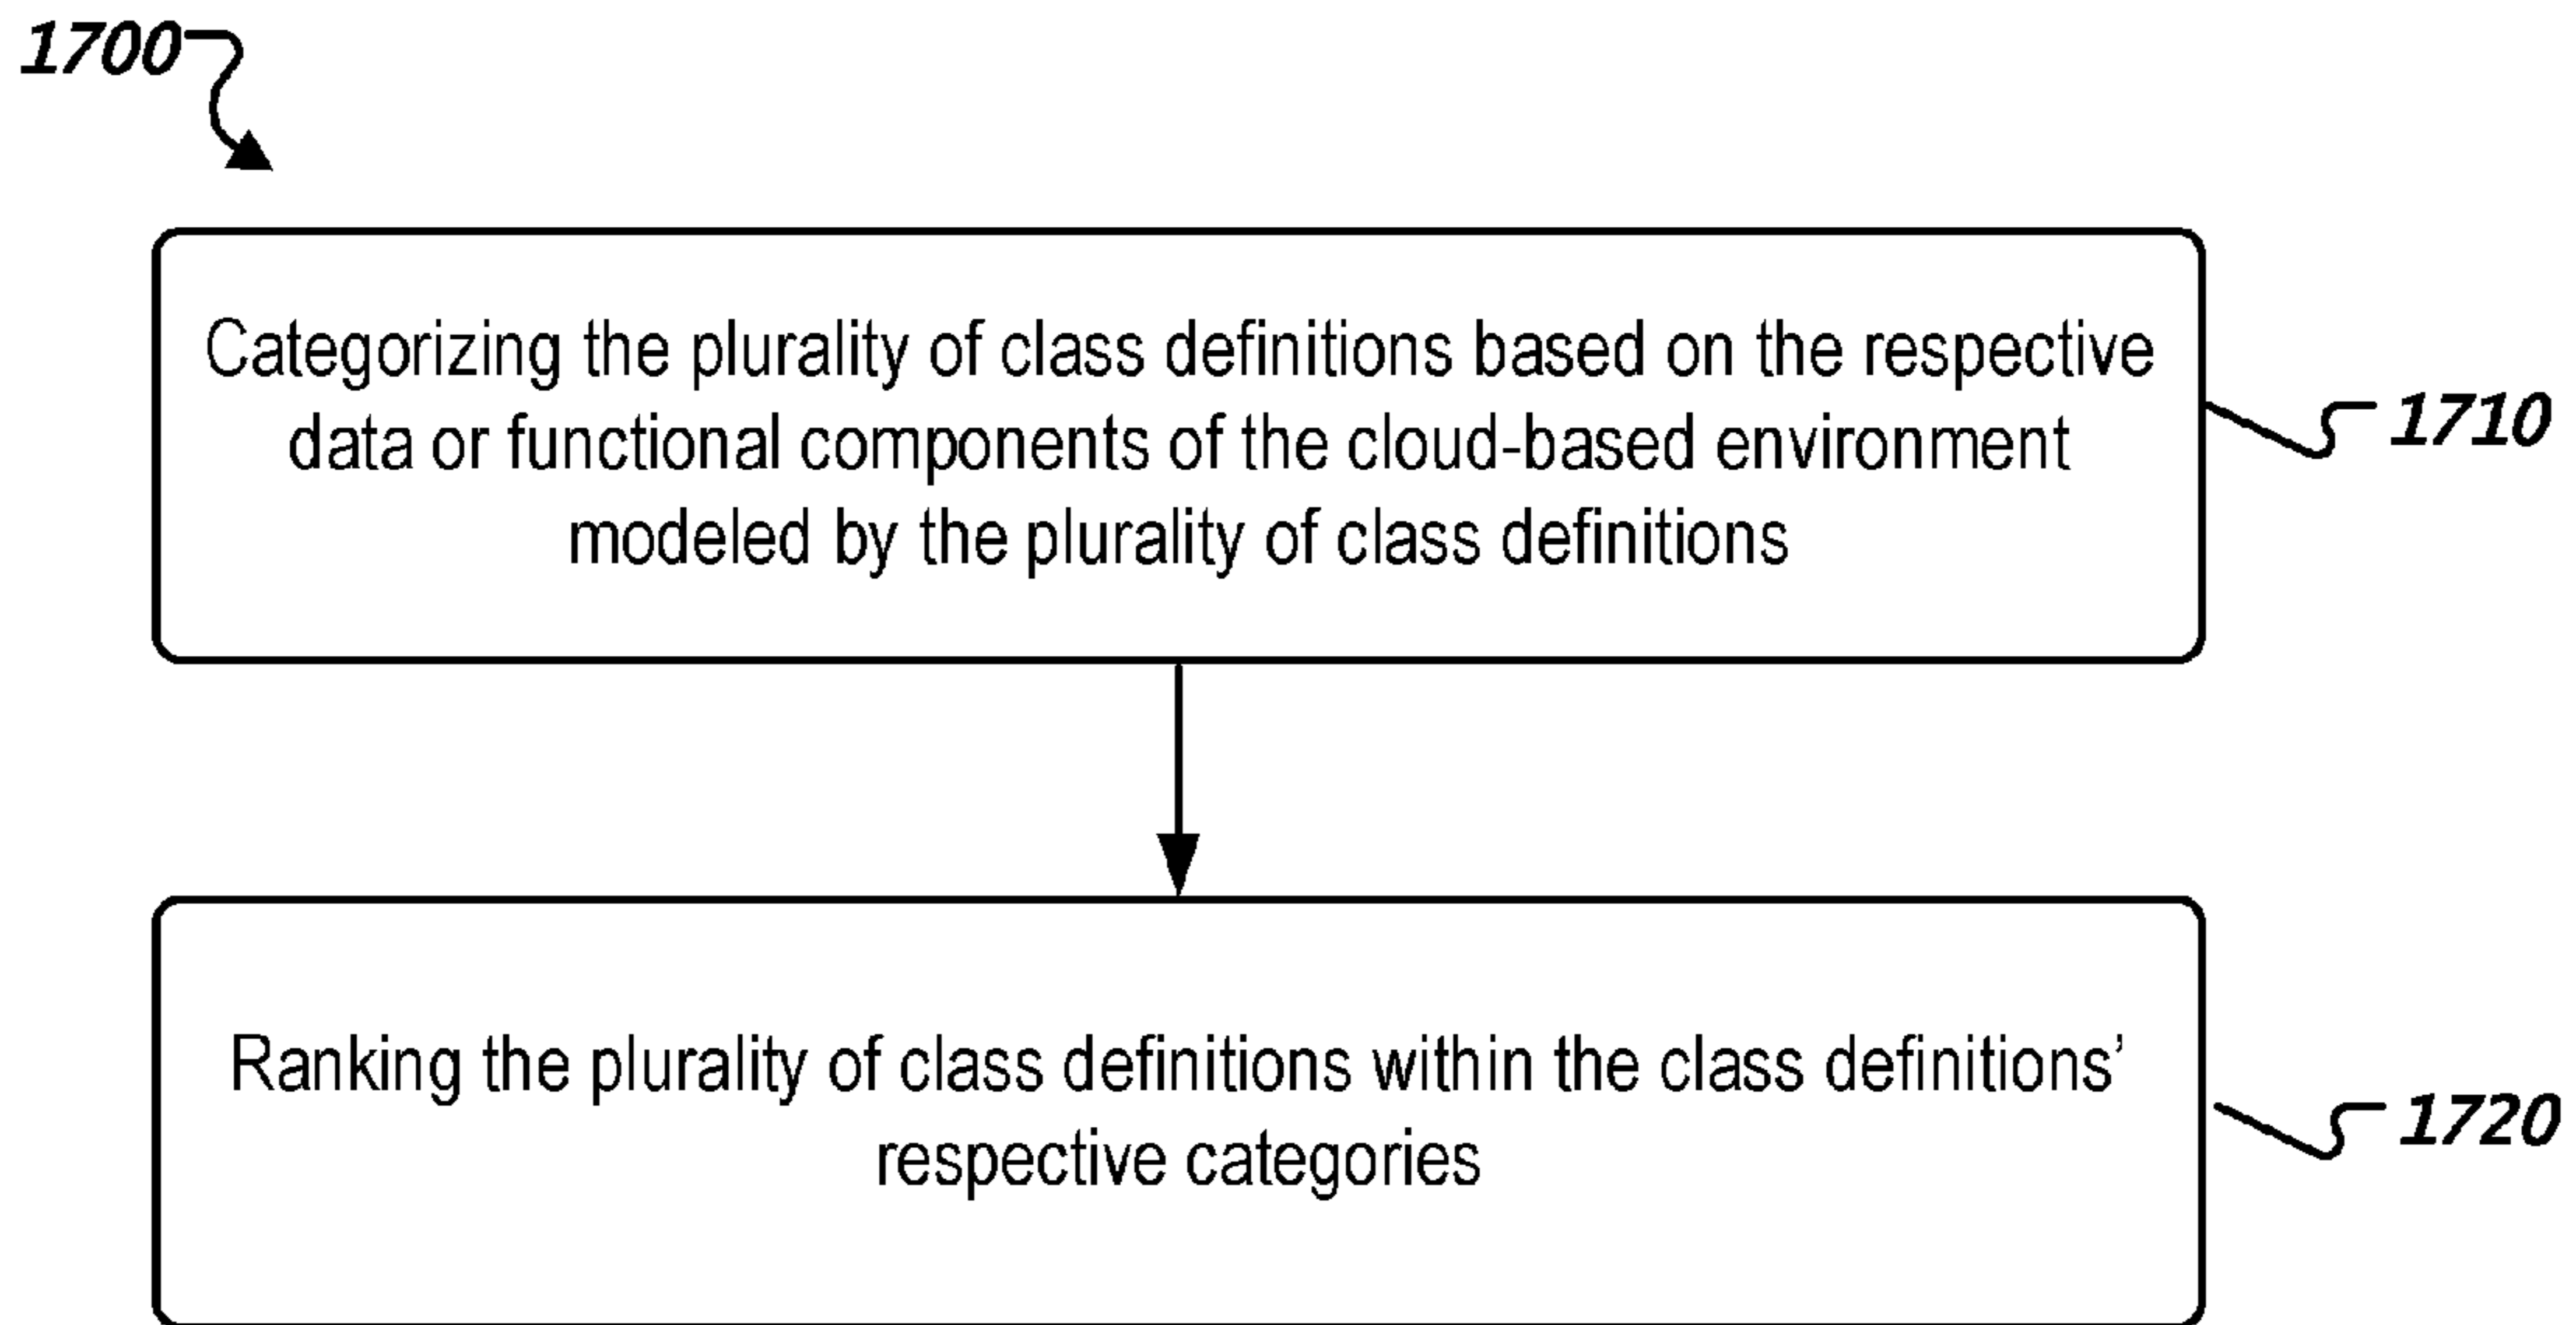 1700
Categorizing the plurality of class definitions based on the respective
data or functional components of the cloud-based environment
modeled by the plurality of class definitions
1710
Ranking the plurality of class definitions within the class definitions’
respective categories
1720